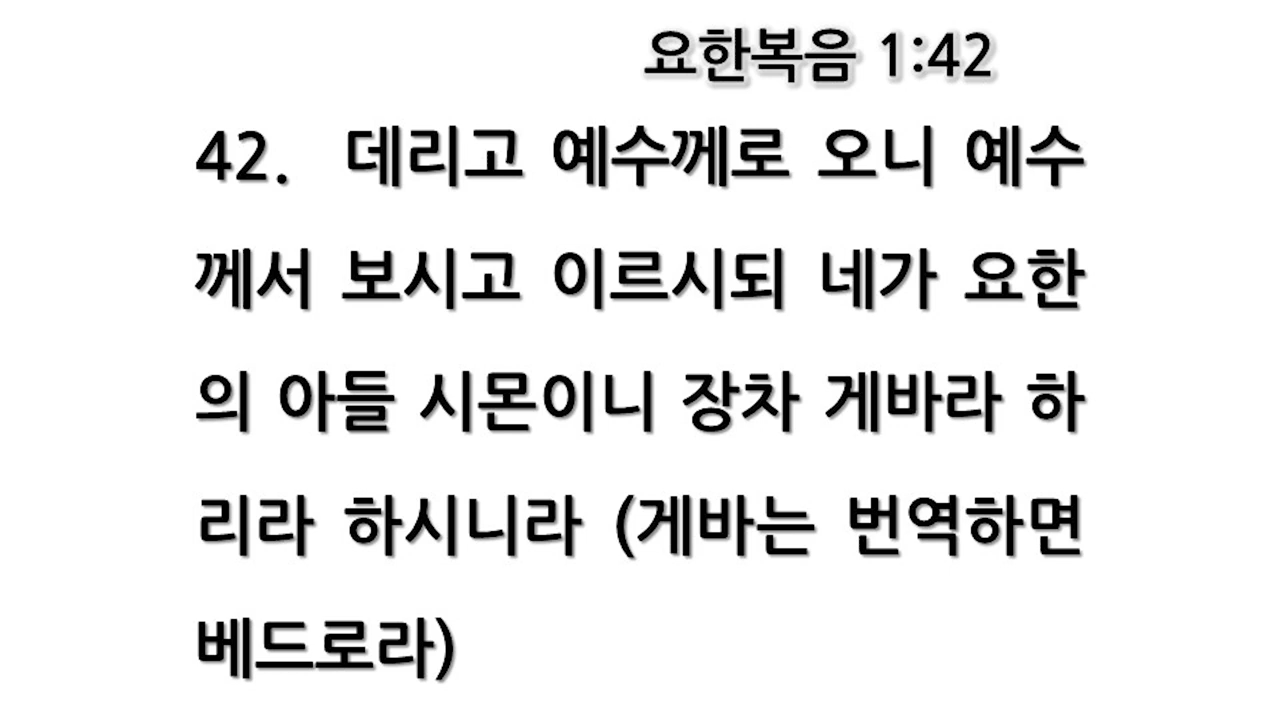 요한복음 1:42
42. 데리고 예수께로 오니 예수
께서 보시고 이르시되 네가 요한
의 아들 시몬이니 장차 게바라 하
리라 하시니라 (게바는 번역하면
베드로라)